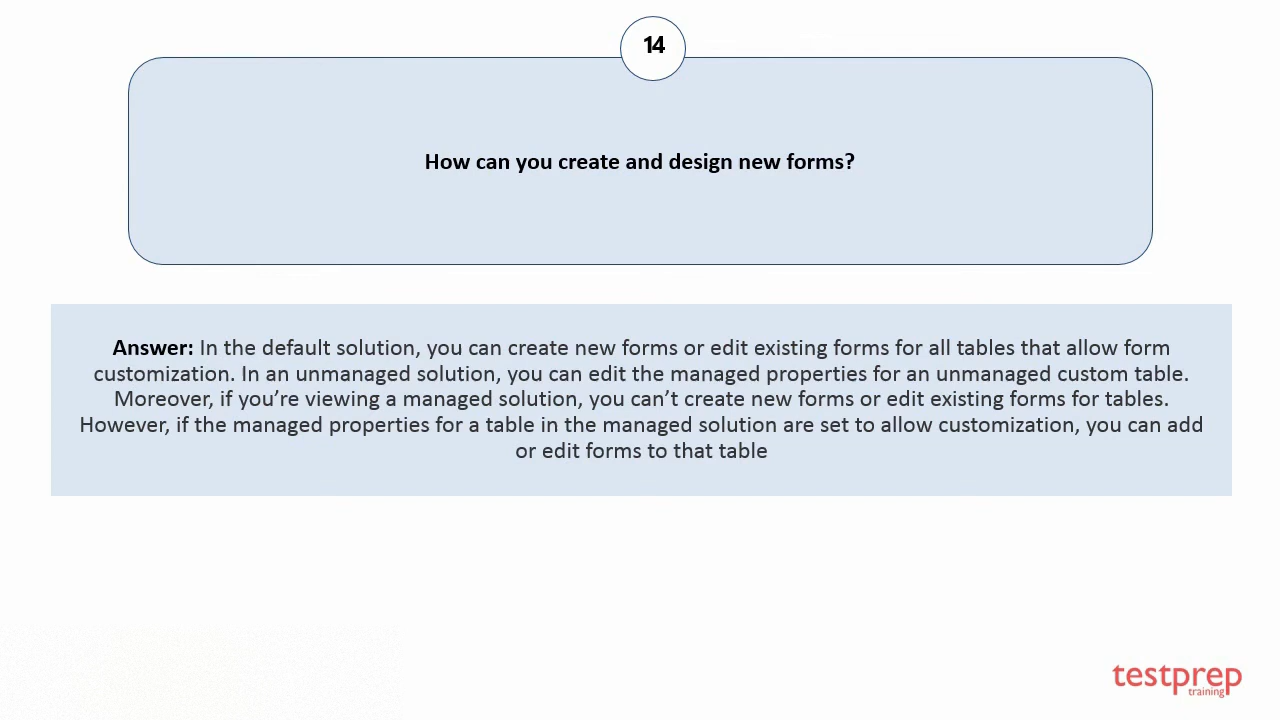 14
How can you create and design new forms?
Answer: In the default solution, you can create new forms or edit existing forms for all tables that allow form
customization. In an unmanaged solution, you can edit the managed properties for an unmanaged custom table.
Moreover, if you’re viewing a managed solution, you can’t create new forms or edit existing forms for tables.
However, if the managed properties for a table in the managed solution are set to allow customization, you can add
or edit forms to that table
testprep
training